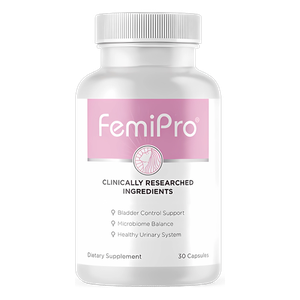 FemiPro®
CLINICALLY RESEARCHED
INGREDIENTS
Bladder Control Support
Microbiome Balance
Healthy Urinary System
Dietary Supplement
30 Capsules